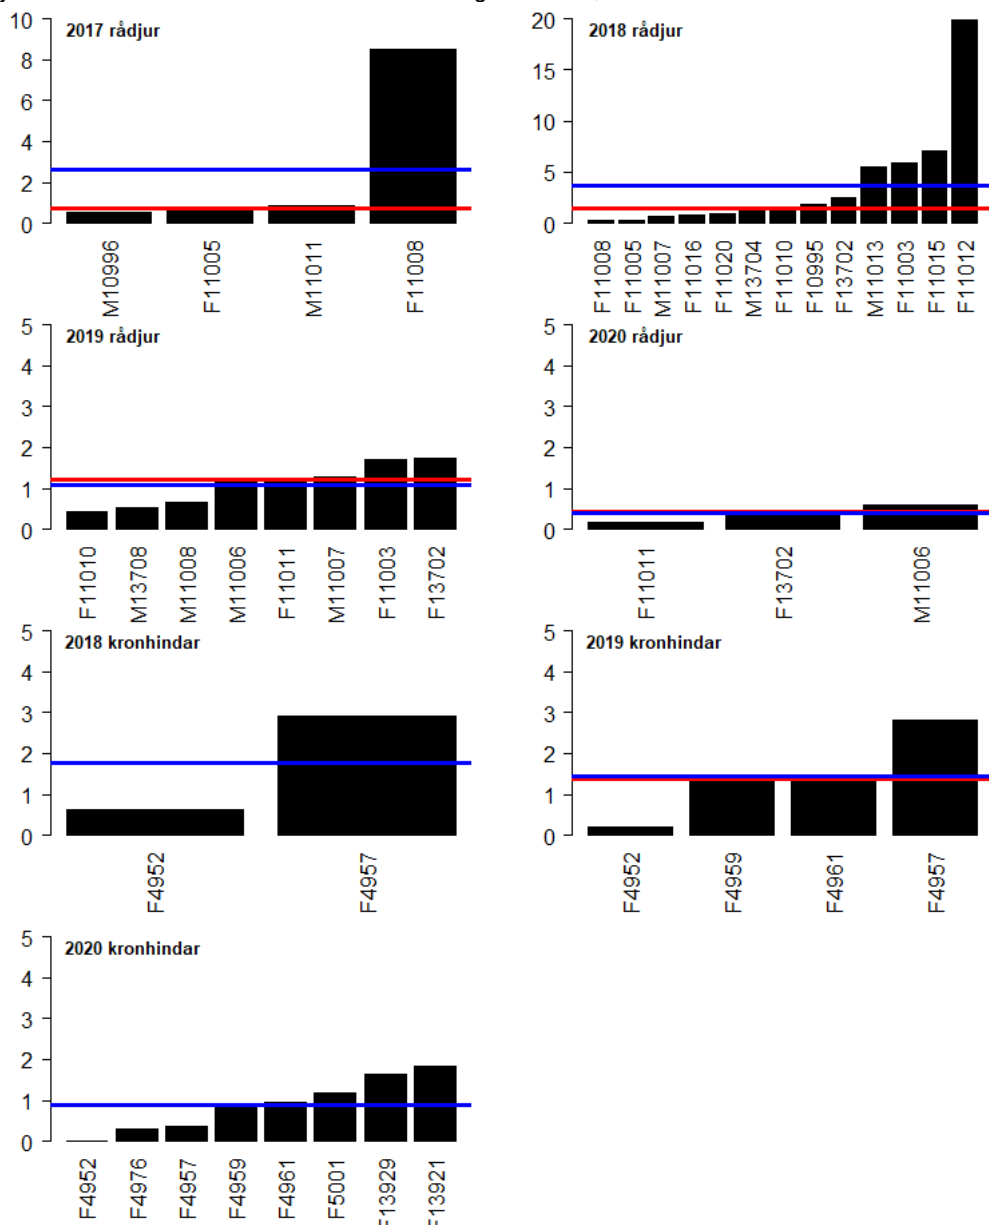 2017 rådjur
10
8
6
4
2
0
M10996
F11005
M11011
F11008
2018 rådjur
20
15
10
5
0
F11008
F11005
M11007
F11016
F11020
M13704
F11010
F10995
F13702
M11013
F11003
F11015
F11012
2019 rådjur
5
4
3
2
1
0
F11010
M13708
M11008
M11006
F11011
M11007
F11003
F13702
2020 rådjur
5
4
3
2
1
0
F11011
F13702
M11006
2018 kronhindar
5
4
3
2
1
0
F4952
F4957
2019 kronhindar
5
4
3
2
1
0
F4952
F4959
F4961
F4957
2020 kronhindar
5
4
3
2
1
0
F4952
F4976
F4957
F4959
F4961
F5001
F13929
F13921